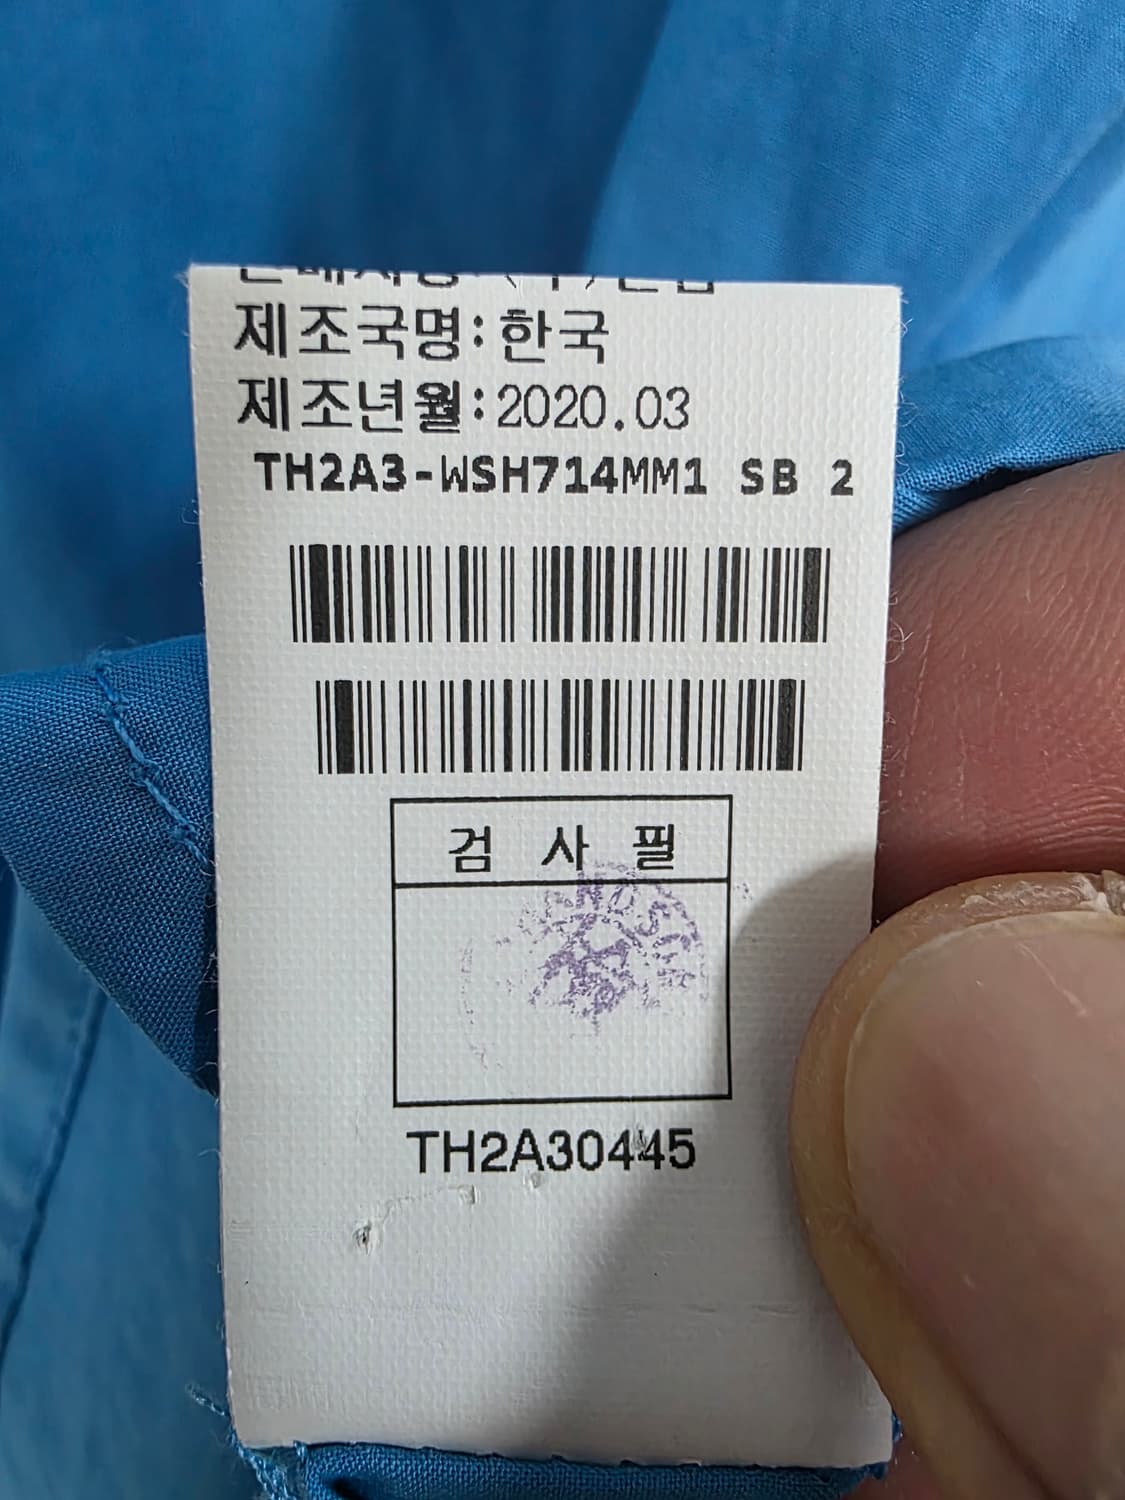 제조국명:한국
제조년월:2020.03
TH2A3-WSH714MM1 SB 2
검 사 필
TH2A30445